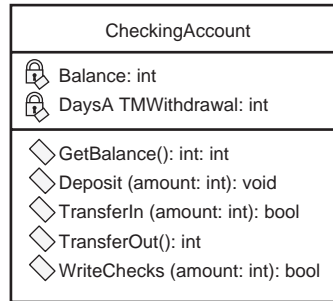 CheckingAccount
Balance: int
DaysA TMWithdrawal: int
GetBalance(): int: int
Deposit (amount: int): void
TransferIn (amount: int): bool
TransferOut(): int
WriteChecks (amount: int): bool